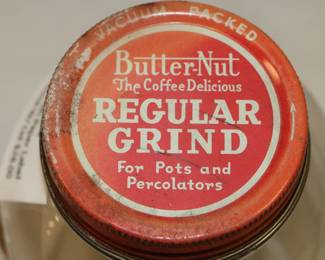 VACUUM PACKED
Butter-Nut
The Coffee Delicious
REGULAR
GRIND
For Pots and
Percolators